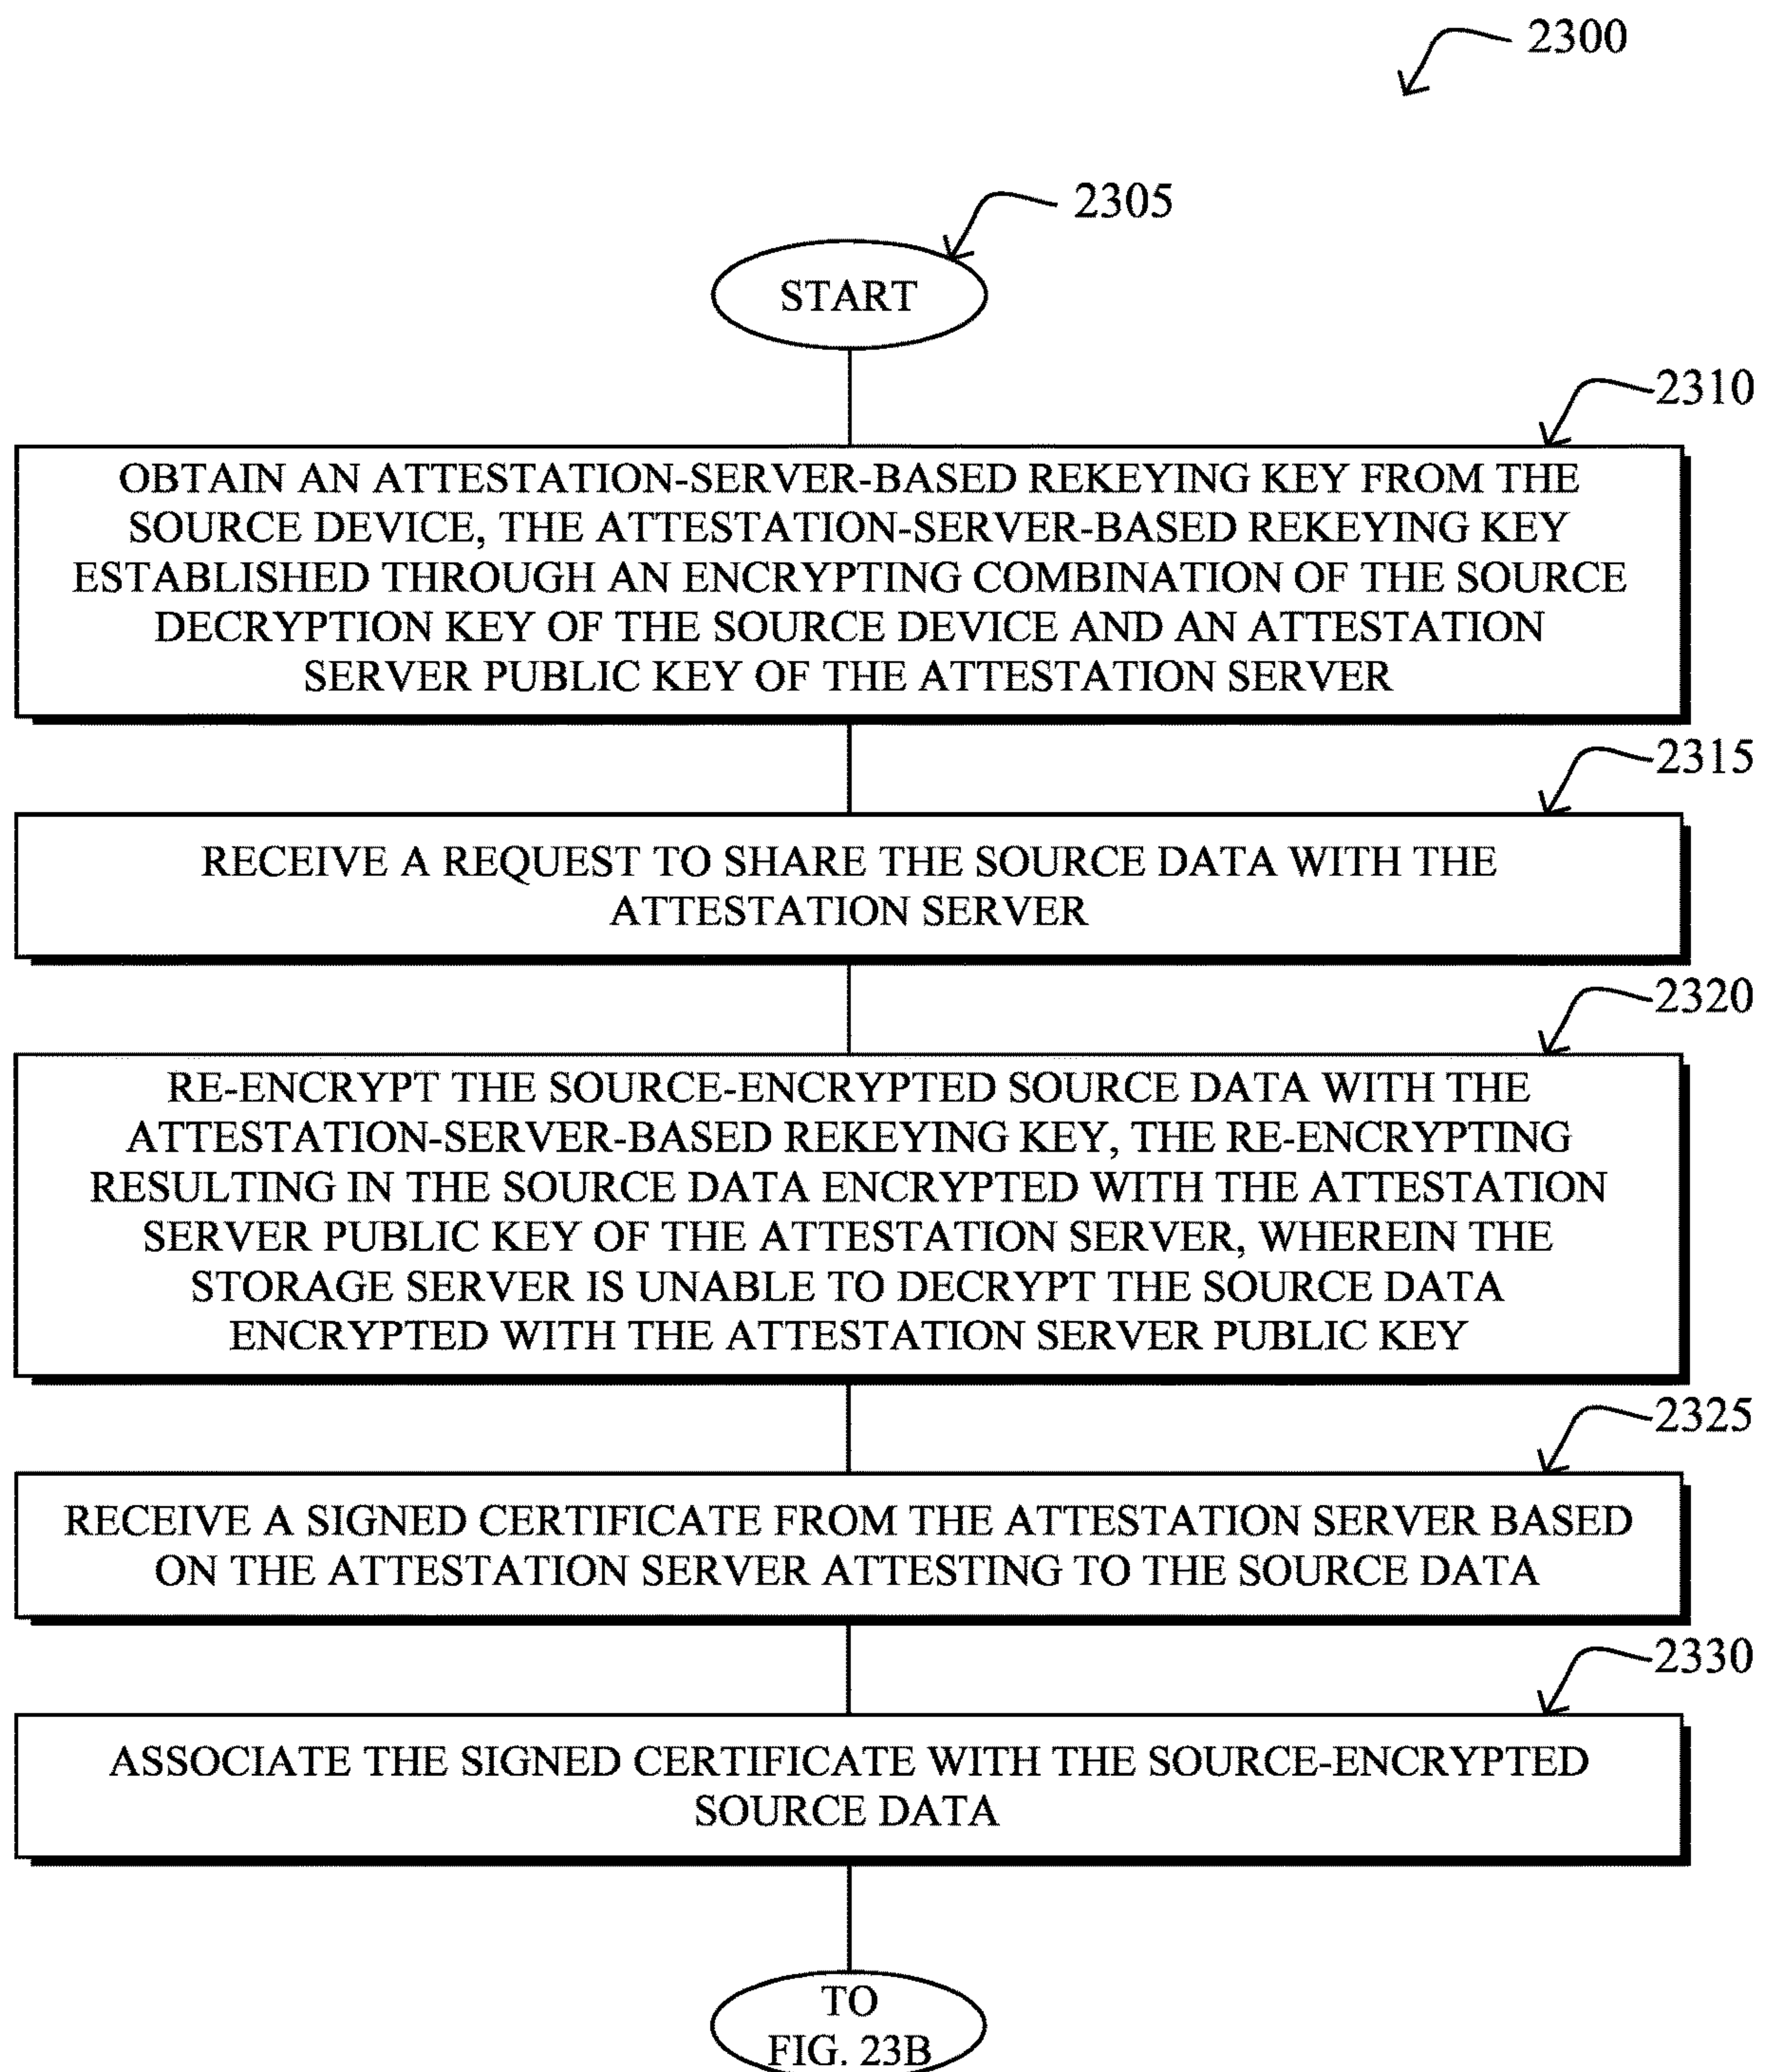 2300
2305
START
2310
OBTAIN AN ATTESTATION-SERVER-BASED REKEYING KEY FROM THE
SOURCE DEVICE, THE ATTESTATION-SERVER-BASED REKEYING KEY
ESTABLISHED THROUGH AN ENCRYPTING COMBINATION OF THE SOURCE
DECRYPTION KEY OF THE SOURCE DEVICE AND AN ATTESTATION
SERVER PUBLIC KEY OF THE ATTESTATION SERVER
2315
RECEIVE A REQUEST TO SHARE THE SOURCE DATA WITH THE
ATTESTATION SERVER
2320
RE-ENCRYPT THE SOURCE-ENCRYPTED SOURCE DATA WITH THE
ATTESTATION-SERVER-BASED REKEYING KEY, THE RE-ENCRYPTING
RESULTING IN THE SOURCE DATA ENCRYPTED WITH THE ATTESTATION
SERVER PUBLIC KEY OF THE ATTESTATION SERVER, WHEREIN THE
STORAGE SERVER IS UNABLE TO DECRYPT THE SOURCE DATA
ENCRYPTED WITH THE ATTESTATION SERVER PUBLIC KEY
2325
RECEIVE A SIGNED CERTIFICATE FROM THE ATTESTATION SERVER BASED
ON THE ATTESTATION SERVER ATTESTING TO THE SOURCE DATA
2330
ASSOCIATE THE SIGNED CERTIFICATE WITH THE SOURCE-ENCRYPTED
SOURCE DATA
TO
FIG. 23B